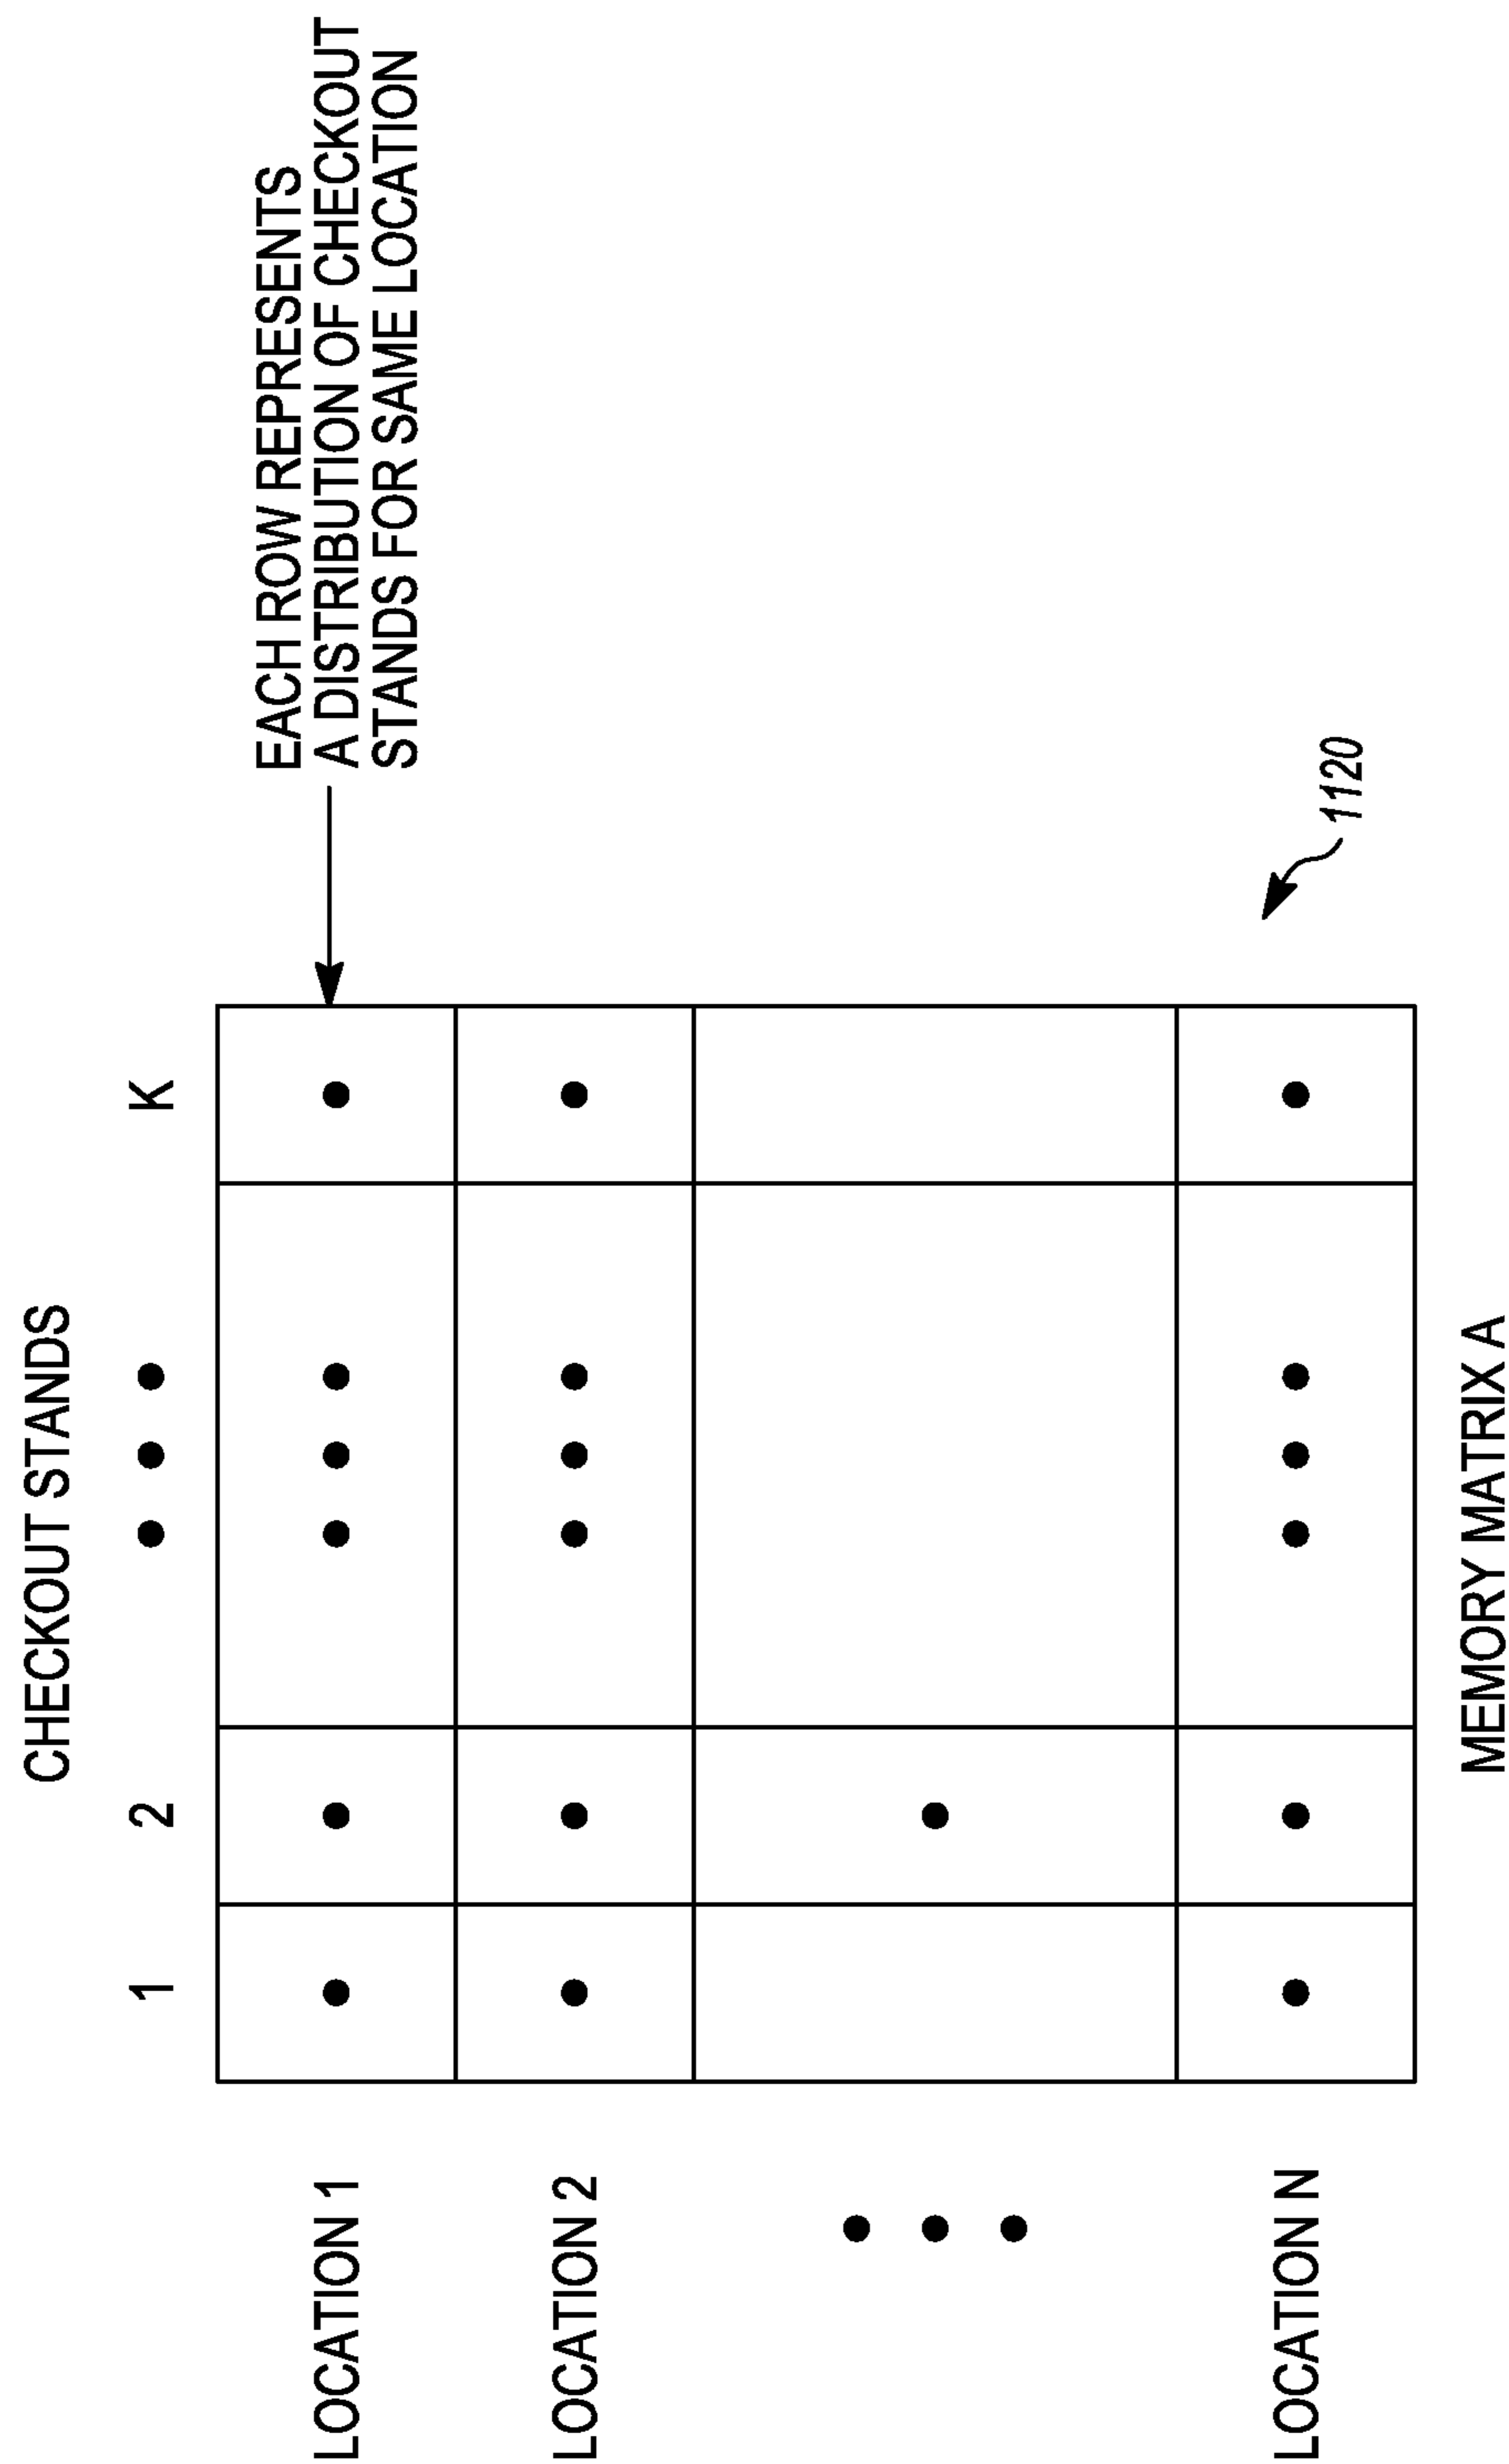 CHECKOUT STANDS
1 2 • • • K
LOCATION 1
EACH ROW REPRESENTS
A DISTRIBUTION OF CHECKOUT
STANDS FOR SAME LOCATION
LOCATION 2
• • •
LOCATION N
1120
MEMORY MATRIX A